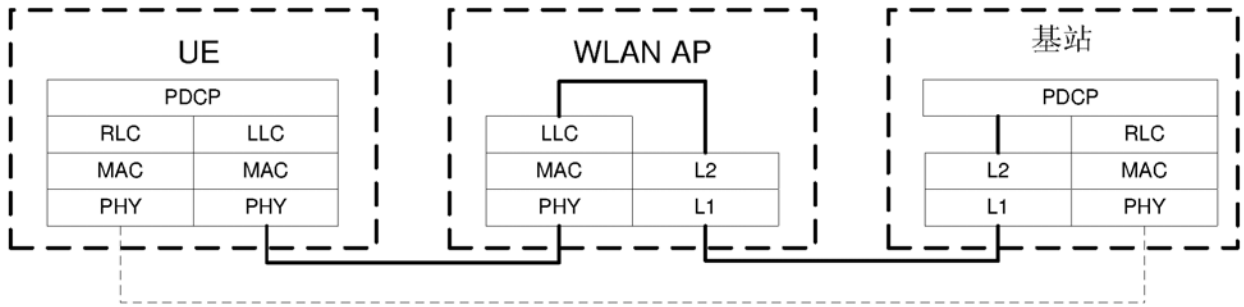 UE
PDCP
RLC LLC
MAC MAC
PHY PHY
WLAN AP
LLC
MAC L2
PHY L1
基站
PDCP
RLC
L2 MAC
L1 PHY